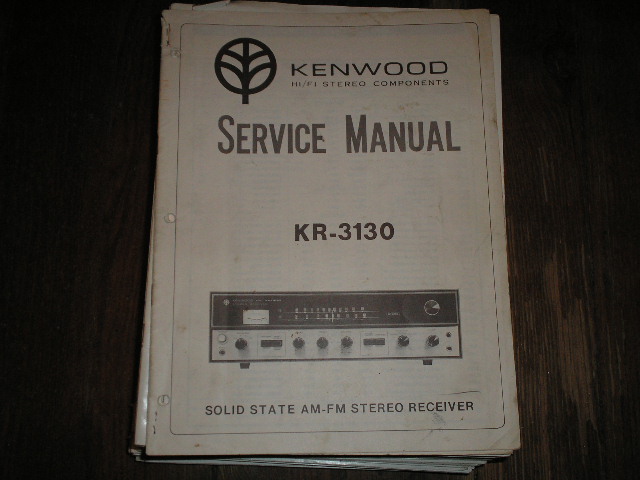 KENWOOD
HI/FI STEREO COMPONENTS
SERVICE MANUAL
KR-3130
SOLID STATE AM-FM STEREO RECEIVER